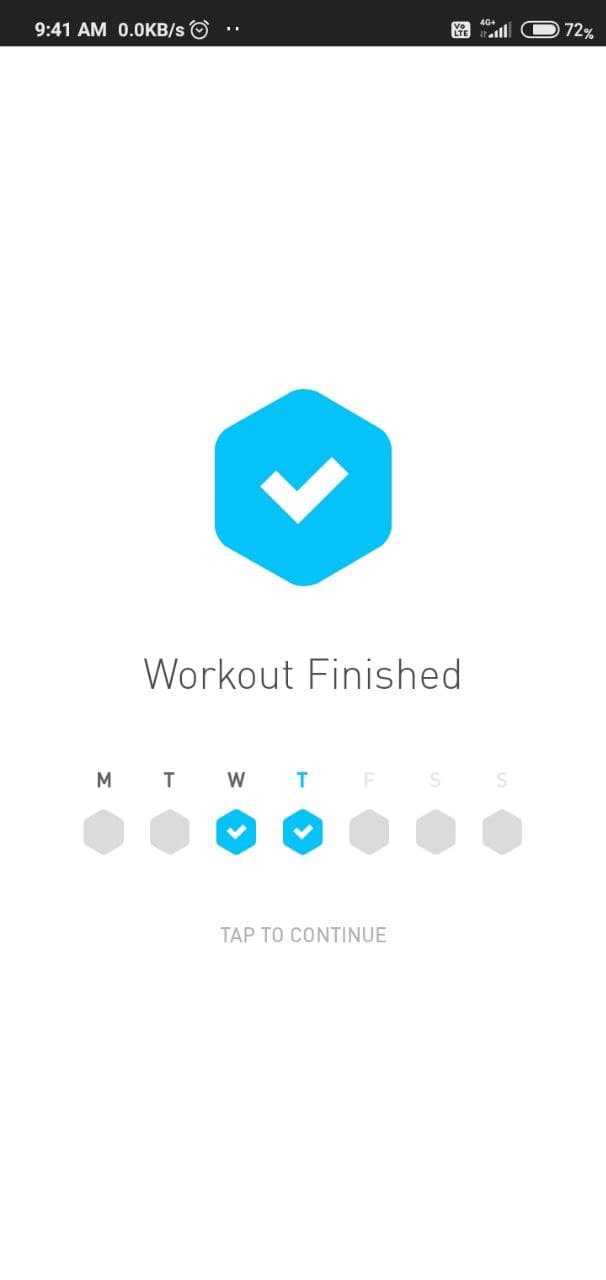 9:41 AM 0.0KB/s .. Vo LTE 4G+ 72%
Workout Finished
M T W T F S S
TAP TO CONTINUE